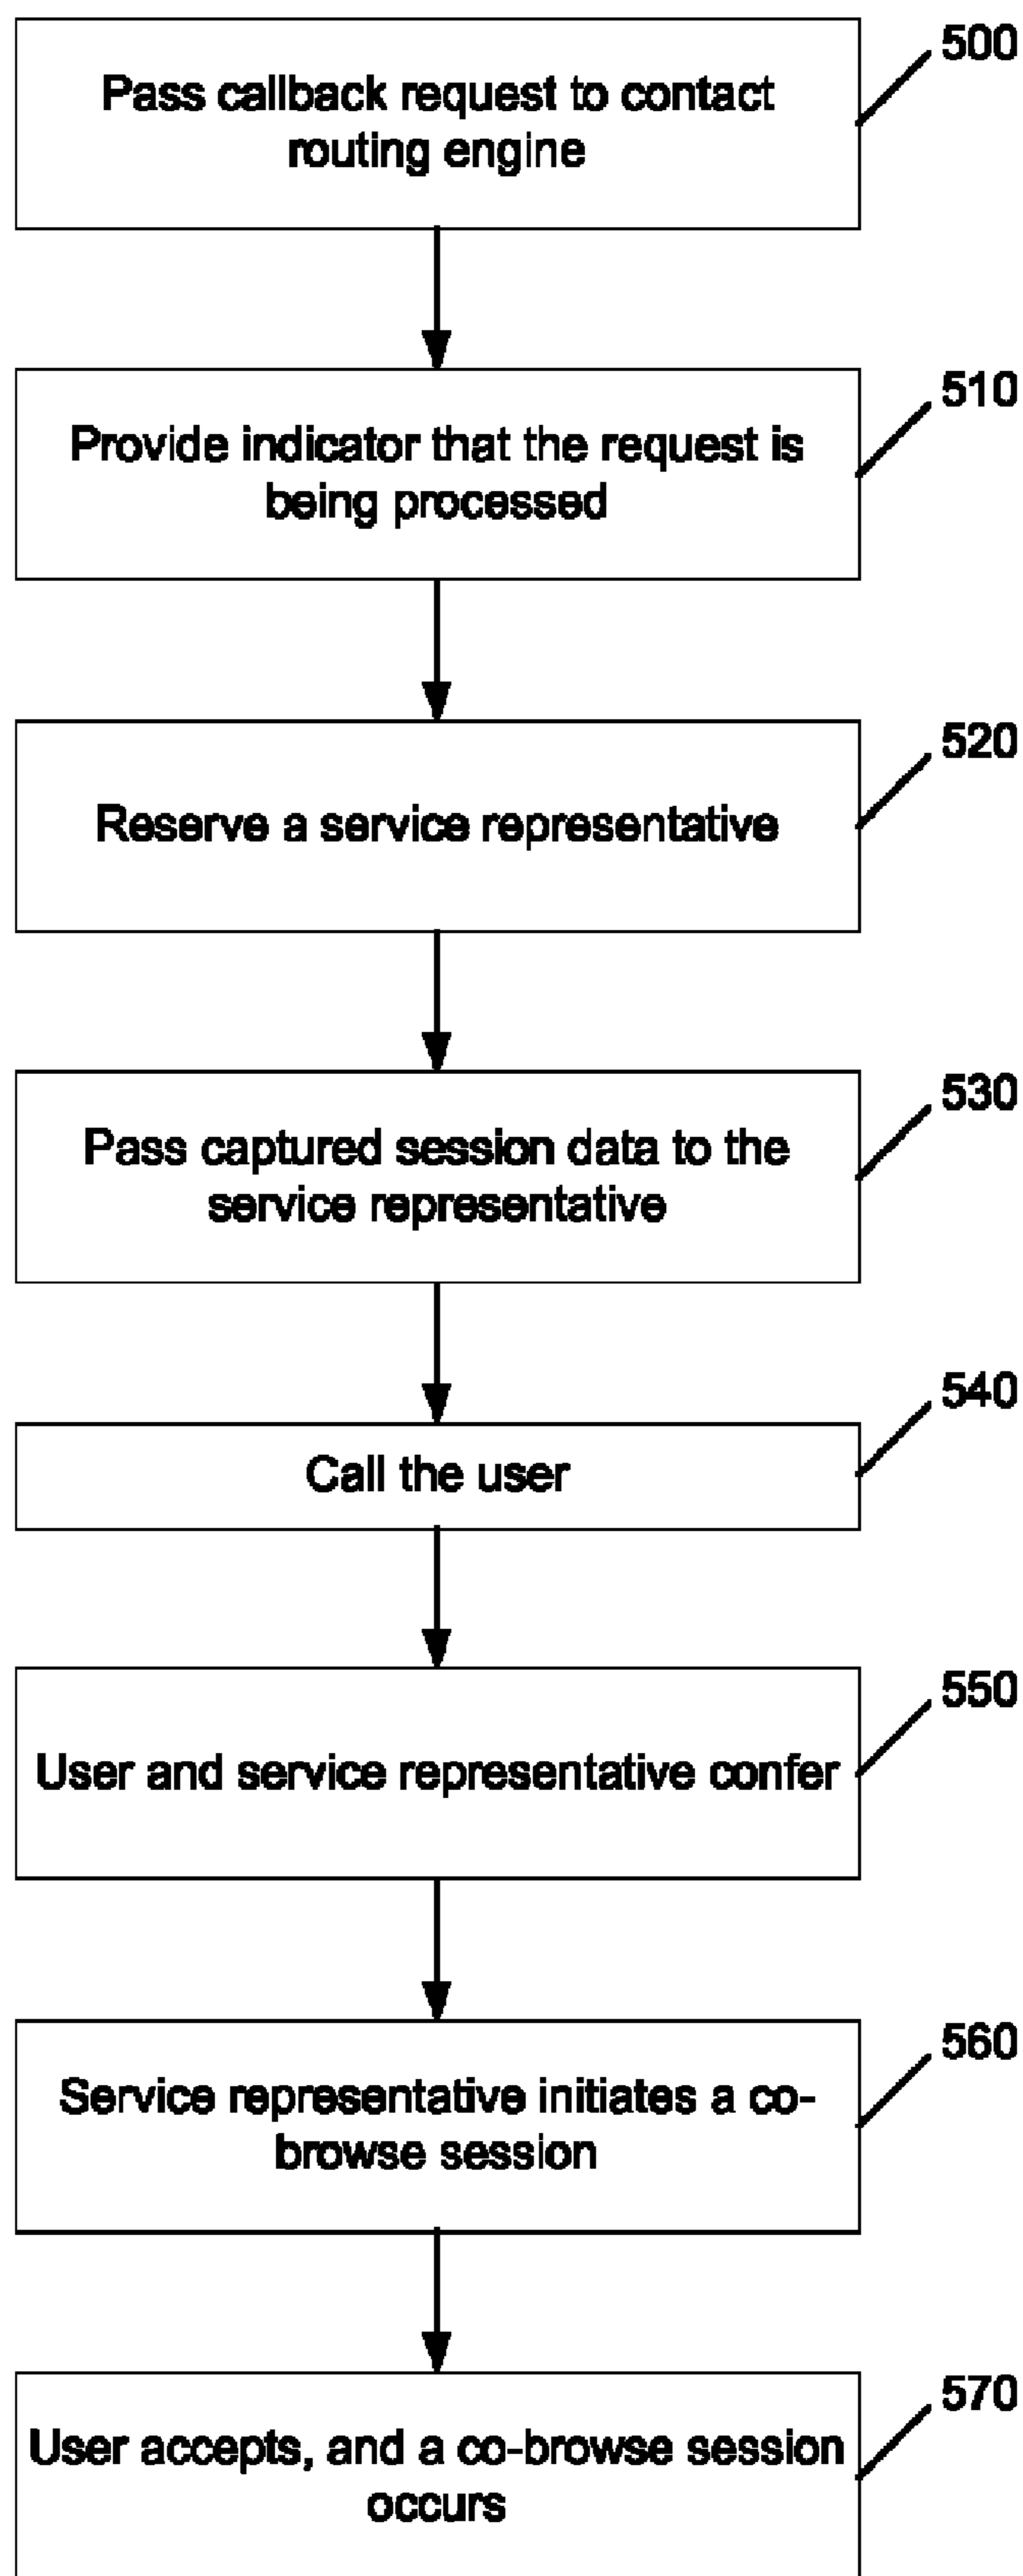 500
Pass callback request to contact
routing engine
510
Provide indicator that the request is
being processed
520
Reserve a service representative
530
Pass captured session data to the
service representative
540
Call the user
550
User and service representative confer
560
Service representative initiates a co-
browse session
570
User accepts, and a co-browse session
occurs